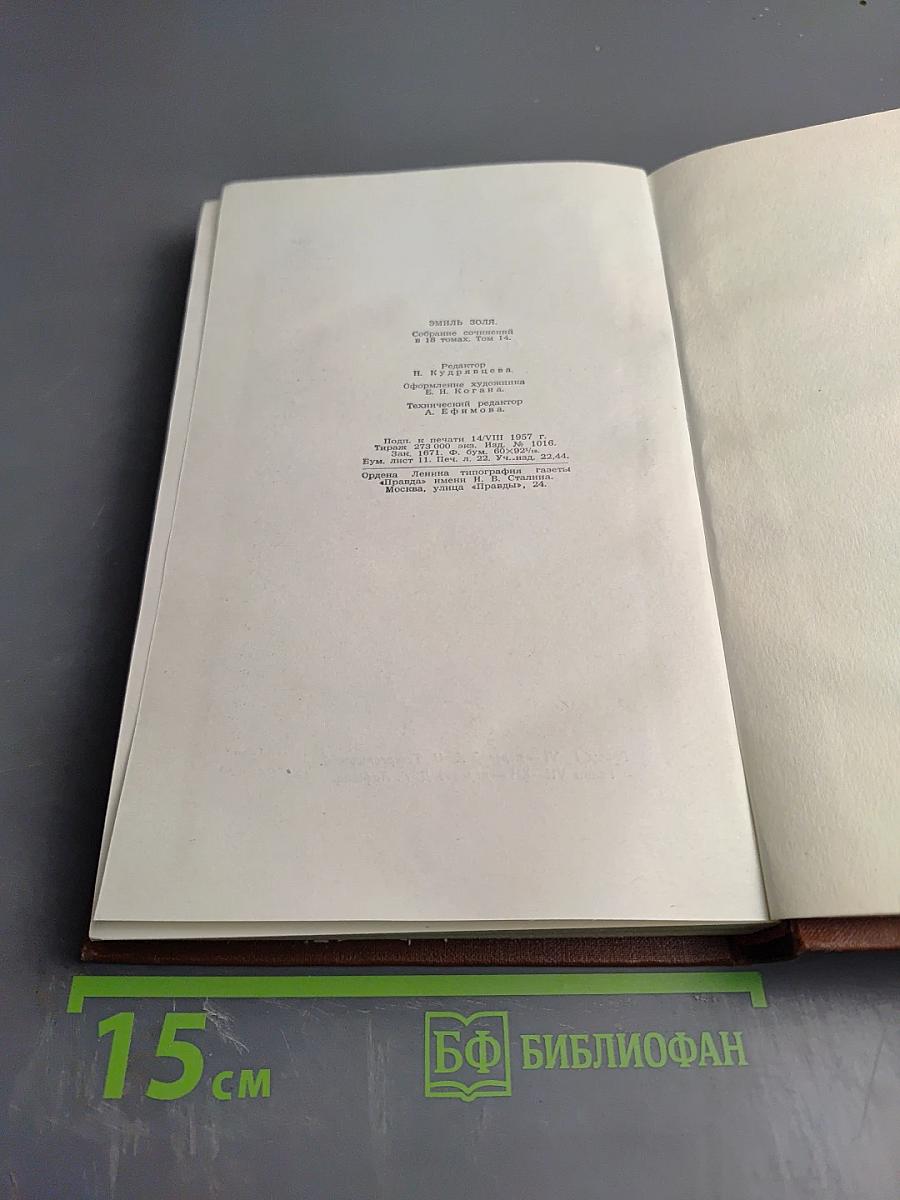 ЭМИЛЬ ЗОЛЯ.
Собрание сочинений
в 18 томах. Том 14.
Редактор
Н. Кудрявцева.
Оформление художника
Е. И. Когана.
Технический редактор
А. Ефимова.
Подп. к печати 14/VIII 1957 г.
Тираж 273 000 экз. Изд. № 1016.
Зак. 1671. Ф. бум. 60×92¹/₁₆.
Бум. лист 11. Печ. л. 22. Уч.-изд. 22,44.
Ордена Ленина типография газеты
«Правда» имени И. В. Сталина.
Москва, улица «Правды», 24.
15 см
БФ БИБЛИОФАН